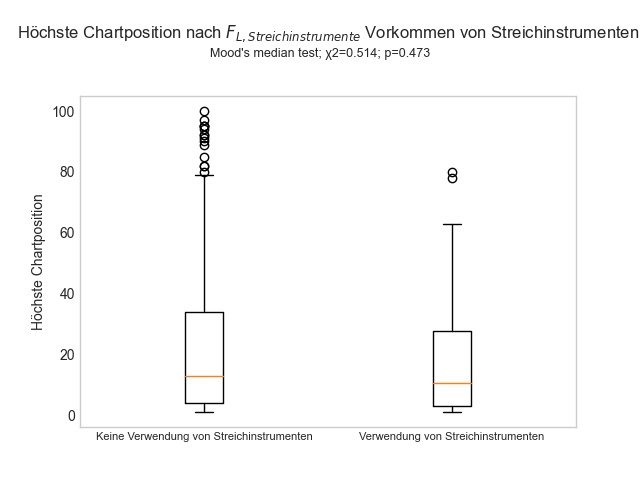 Höchste Chartposition nach F_{L,Streichinstrumente} Vorkommen von Streichinstrumenten
Mood's median test; χ2=0.514; p=0.473
Höchste Chartposition
100
80
60
40
20
0
Keine Verwendung von Streichinstrumenten
Verwendung von Streichinstrumenten